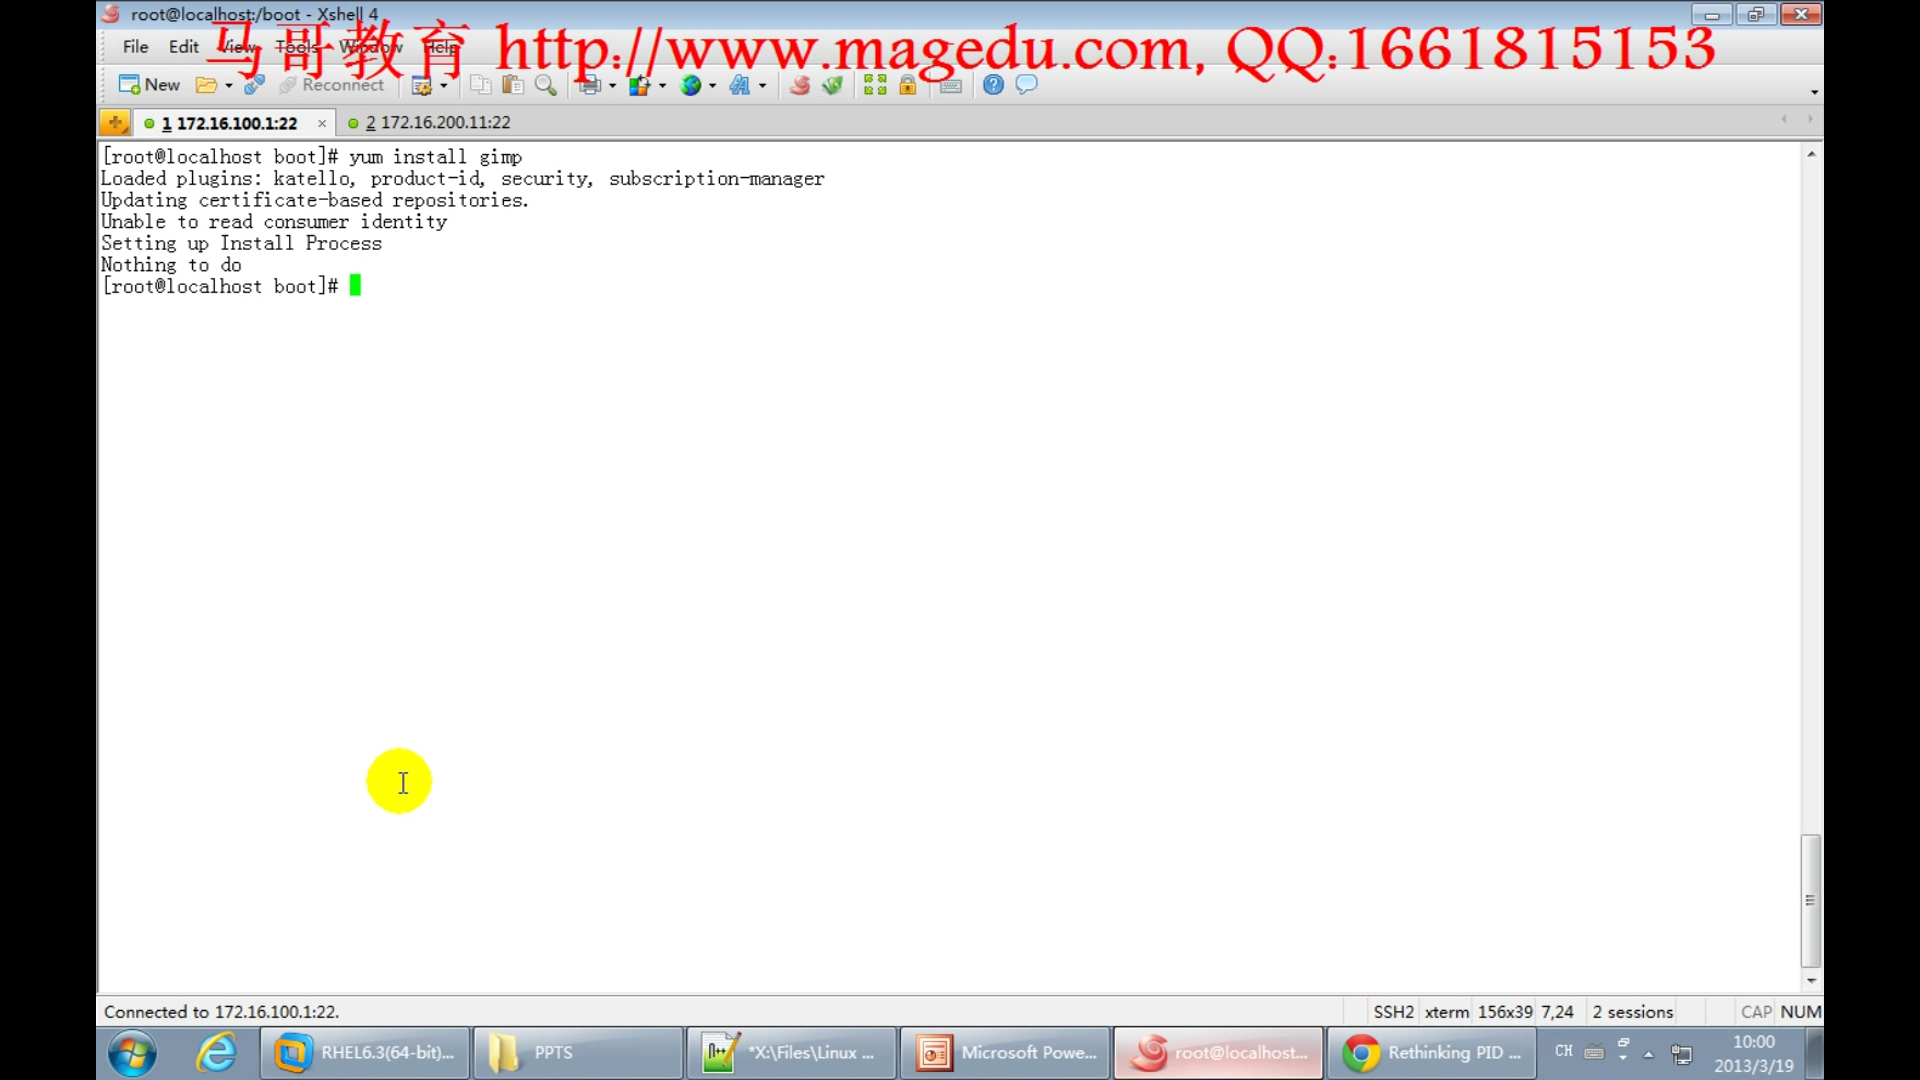 root@localhost:/boot - Xshell 4
马哥教育 http://www.magedu.com, QQ:1661815153
File Edit View Tools Window Help
New Reconnect
1 172.16.100.1:22 2 172.16.200.11:22
[root@localhost boot]# yum install gimp
Loaded plugins: katello, product-id, security, subscription-manager
Updating certificate-based repositories.
Unable to read consumer identity
Setting up Install Process
Nothing to do
[root@localhost boot]#
Connected to 172.16.100.1:22. SSH2 xterm 156x39 7,24 2 sessions CAP NUM
RHEL6.3(64-bit)... PPTS *X:\Files\Linux ... Microsoft Powe... root@localhost... Rethinking PID ... CH 10:00
2013/3/19